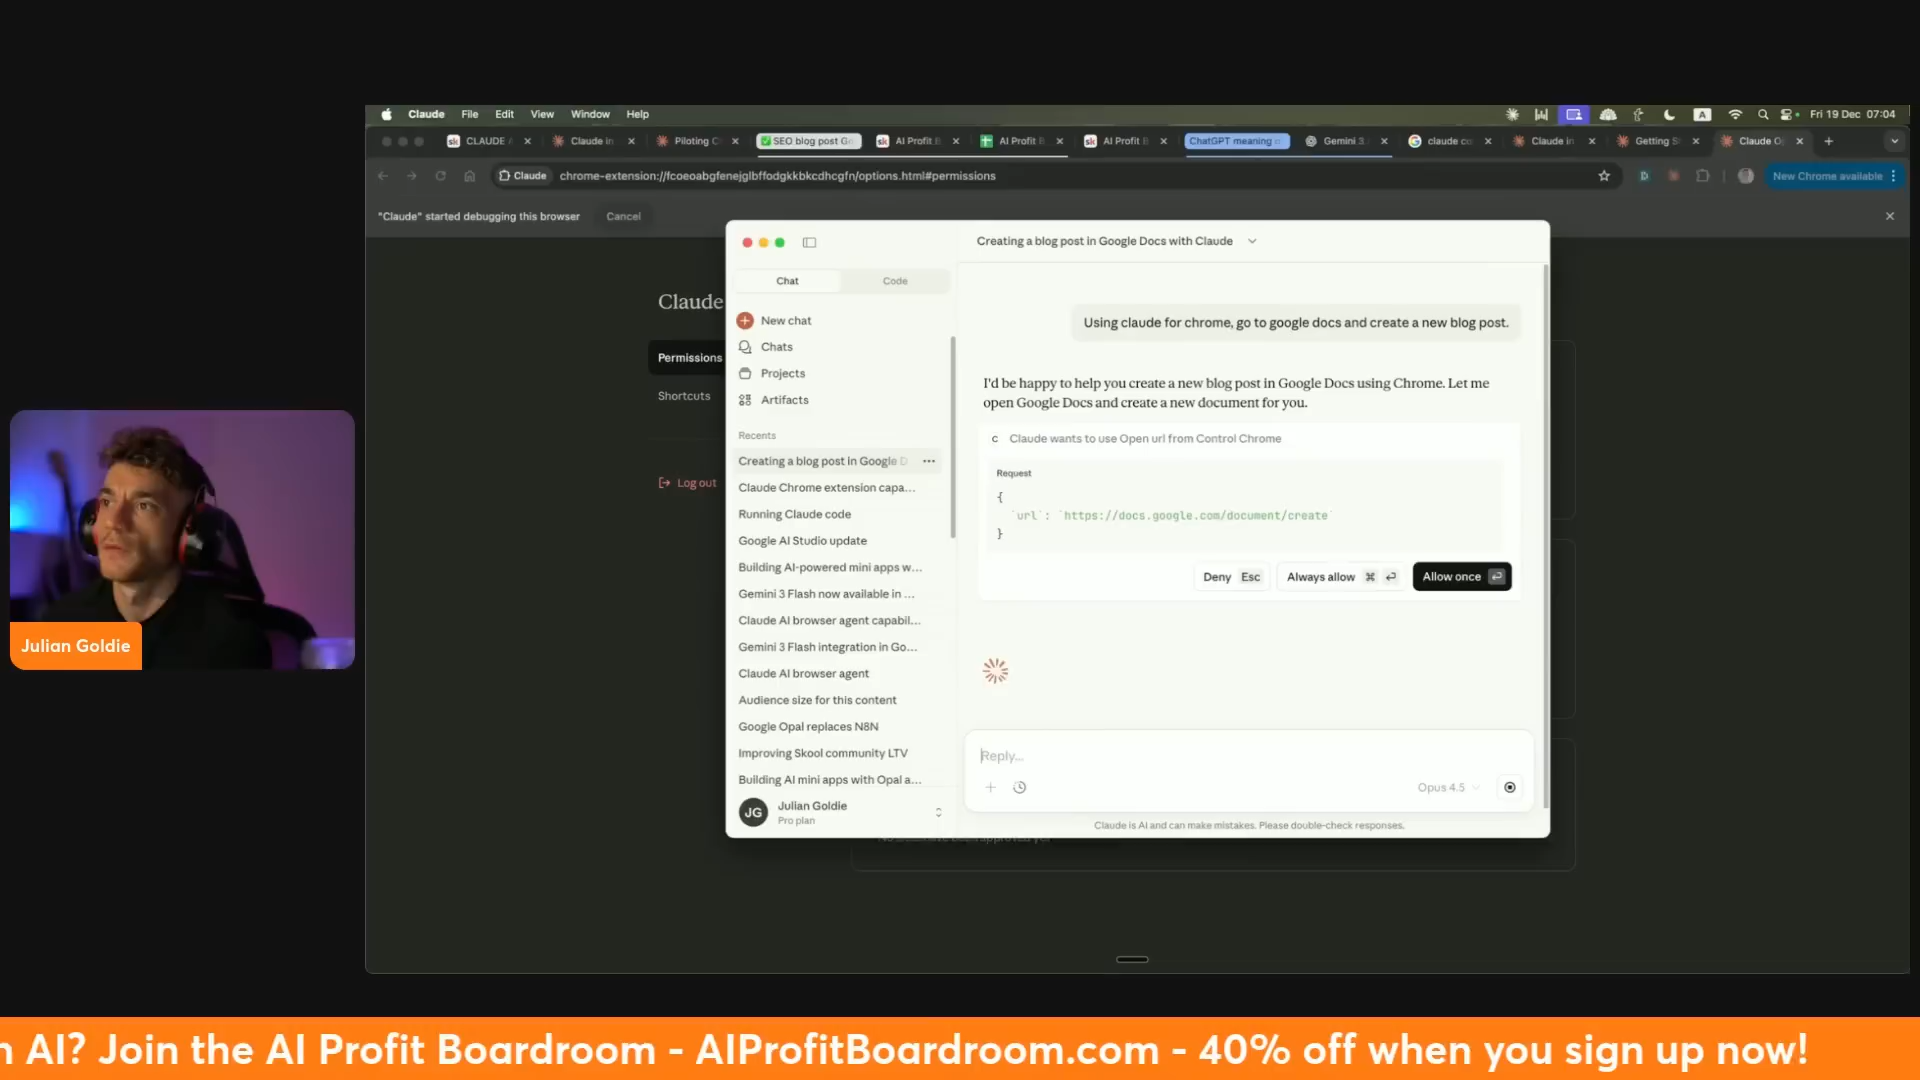 Claude File Edit View Window Help
A Fri 19 Dec 07:04
sk CLAUDE
Claude in
Piloting C
SEO blog post Ge
sk AI Profit B
AI Profit B
sk AI Profit B
ChatGPT meaning
Gemini 3
claude co
Claude in
Getting S
Claude O
Claude chrome-extension://fcoeoabgfenejglbffodgkkbkcdhcgfn/options.html#permissions
D
New Chrome available
"Claude" started debugging this browser Cancel
Claude
Permissions
Shortcuts
Log out
Chat Code
New chat
Chats
Projects
Artifacts
Recents
Creating a blog post in Google D
Claude Chrome extension capa...
Running Claude code
Google AI Studio update
Building AI-powered mini apps w...
Gemini 3 Flash now available in ...
Claude AI browser agent capabil...
Gemini 3 Flash integration in Go...
Claude AI browser agent
Audience size for this content
Google Opal replaces N8N
Improving Skool community LTV
Building AI mini apps with Opal a...
JG Julian Goldie
Pro plan
Creating a blog post in Google Docs with Claude
Using claude for chrome, go to google docs and create a new blog post.
I'd be happy to help you create a new blog post in Google Docs using Chrome. Let me
open Google Docs and create a new document for you.
C Claude wants to use Open url from Control Chrome
Request
{
`url`: `https://docs.google.com/document/create`
}
Deny Esc Always allow ⌘ ↵ Allow once ↵
Reply...
Opus 4.5
Claude is AI and can make mistakes. Please double-check responses.
Julian Goldie
n AI? Join the AI Profit Boardroom - AIProfitBoardroom.com - 40% off when you sign up now!